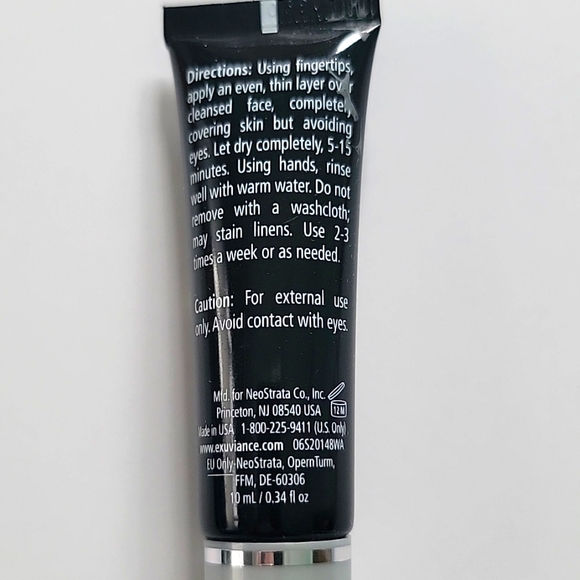 Directions: Using fingertips,
apply an even, thin layer over
cleansed face, completely
covering skin but avoiding
eyes. Let dry completely, 5-15
minutes. Using hands, rinse
well with warm water. Do not
remove with a washcloth;
may stain linens. Use 2-3
times a week or as needed.
Caution: For external use
only. Avoid contact with eyes.
Mfd. for NeoStrata Co., Inc.
Princeton, NJ 08540 USA 12 M
Made in USA 1-800-225-9411 (U.S. Only)
www.exuviance.com 06S20148WA
EU Only-NeoStrata, OpernTurm,
FFM, DE-60306
10 mL / 0.34 fl oz